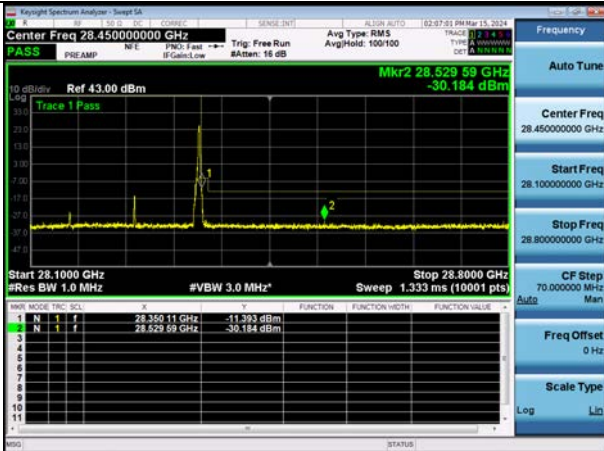 Keysight Spectrum Analyzer - Swept SA
R RF 50 Ω DC CORREC SENSE:INT ALIGN AUTO 02:07:01 PM Mar 15, 2024
Center Freq 28.450000000 GHz
PASS PREAMP NFE
PNO: Fast
IFGain:Low
Trig: Free Run
#Atten: 16 dB
Avg Type: RMS
Avg|Hold: 100/100
TRACE 1 2 3 4 5 6
TYPE A WWWWW
DET A N N N N N
Mkr2 28.529 59 GHz
-30.184 dBm
10 dB/div Ref 43.00 dBm
Log
Trace 1 Pass
33.0
23.0
13.0
3.00
-7.00
-17.0
-27.0
-37.0
-47.0
1
2
Start 28.1000 GHz Stop 28.8000 GHz
#Res BW 1.0 MHz #VBW 3.0 MHz* Sweep 1.333 ms (10001 pts)
MKR MODE TRC SCL X Y FUNCTION FUNCTION WIDTH FUNCTION VALUE
1 N 1 f 28.350 11 GHz -11.393 dBm
2 N 1 f 28.529 59 GHz -30.184 dBm
3
4
5
6
7
8
9
10
11
MSG STATUS
Frequency
Auto Tune
Center Freq
28.450000000 GHz
Start Freq
28.100000000 GHz
Stop Freq
28.800000000 GHz
CF Step
70.000000 MHz
Auto Man
Freq Offset
0 Hz
Scale Type
Log Lin